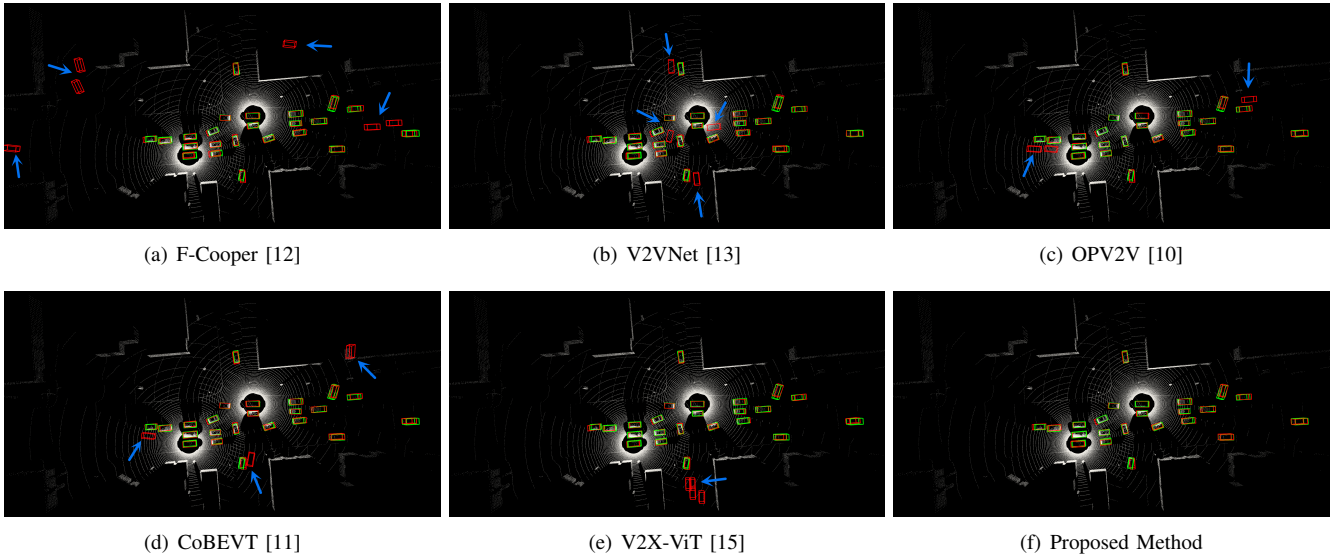 (a) F-Cooper [12]
(b) V2VNet [13]
(c) OPV2V [10]
(d) CoBEVT [11]
(e) V2X-ViT [15]
(f) Proposed Method